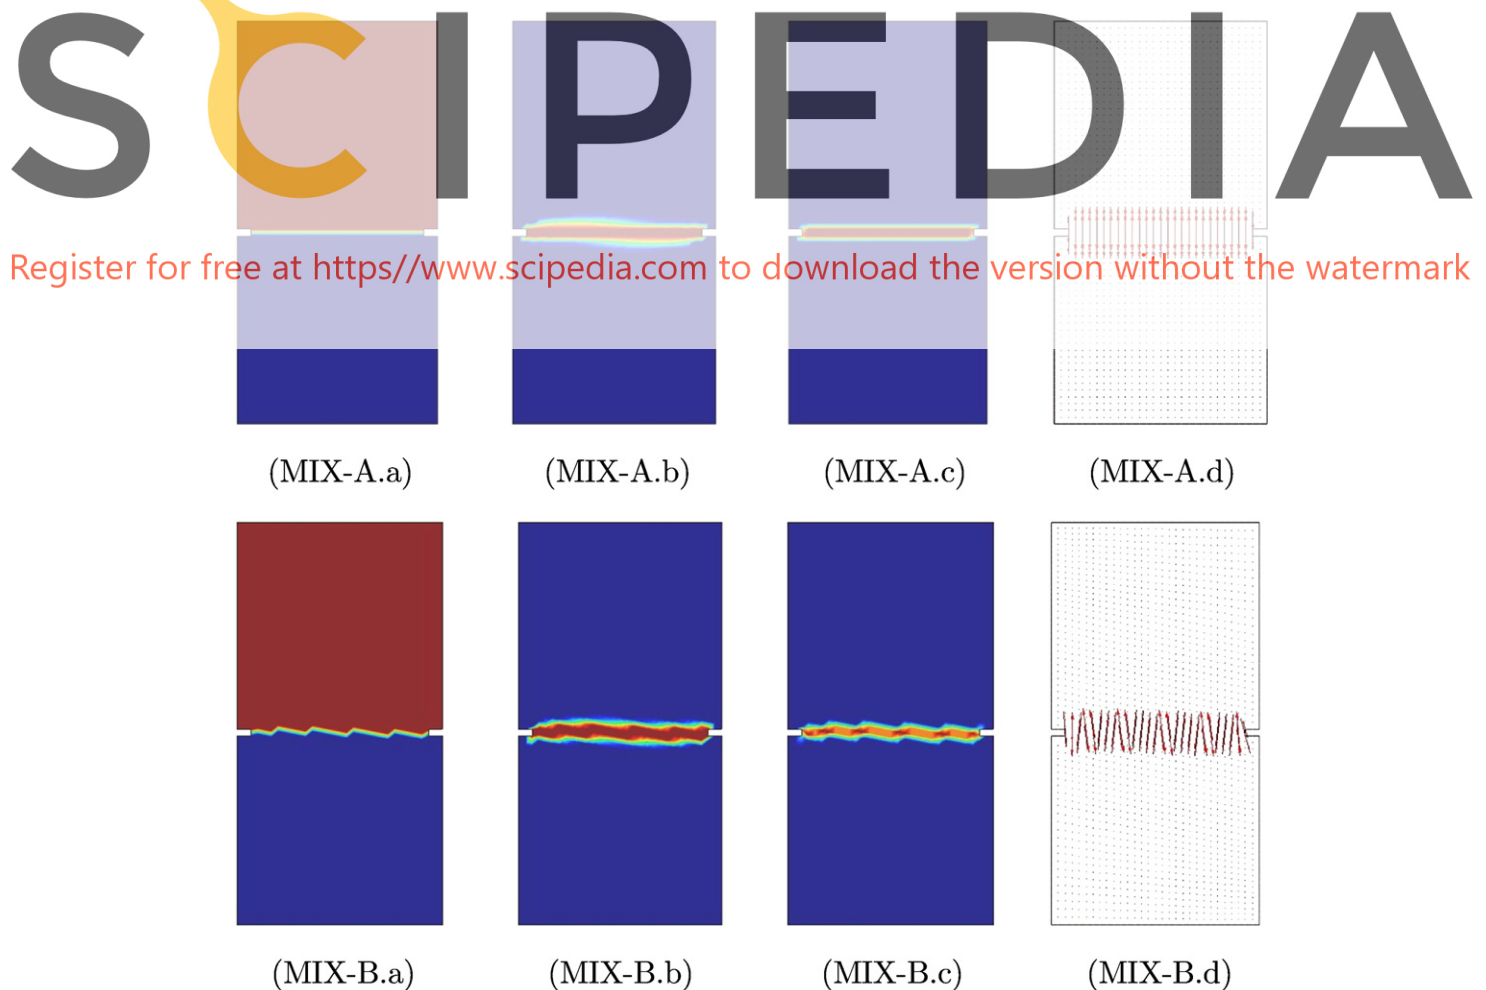 SCIPEDIA
Register for free at https//www.scipedia.com to download the version without the watermark
(MIX-A.a) (MIX-A.b) (MIX-A.c) (MIX-A.d)
(MIX-B.a) (MIX-B.b) (MIX-B.c) (MIX-B.d)